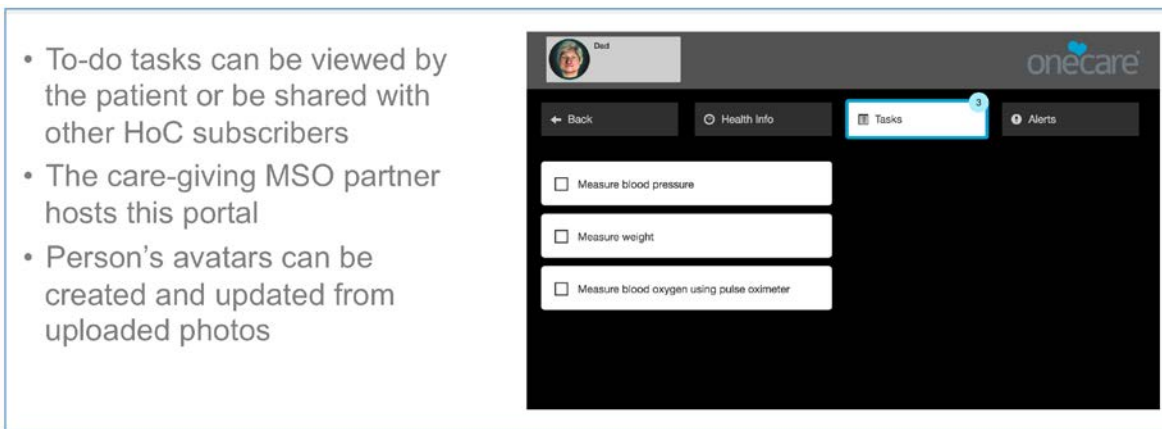 • To-do tasks can be viewed by
the patient or be shared with
other HoC subscribers
• The care-giving MSO partner
hosts this portal
• Person's avatars can be
created and updated from
uploaded photos
Dad
onecare
Back
Health Info
Tasks
3
Alerts
Measure blood pressure
Measure weight
Measure blood oxygen using pulse oximeter